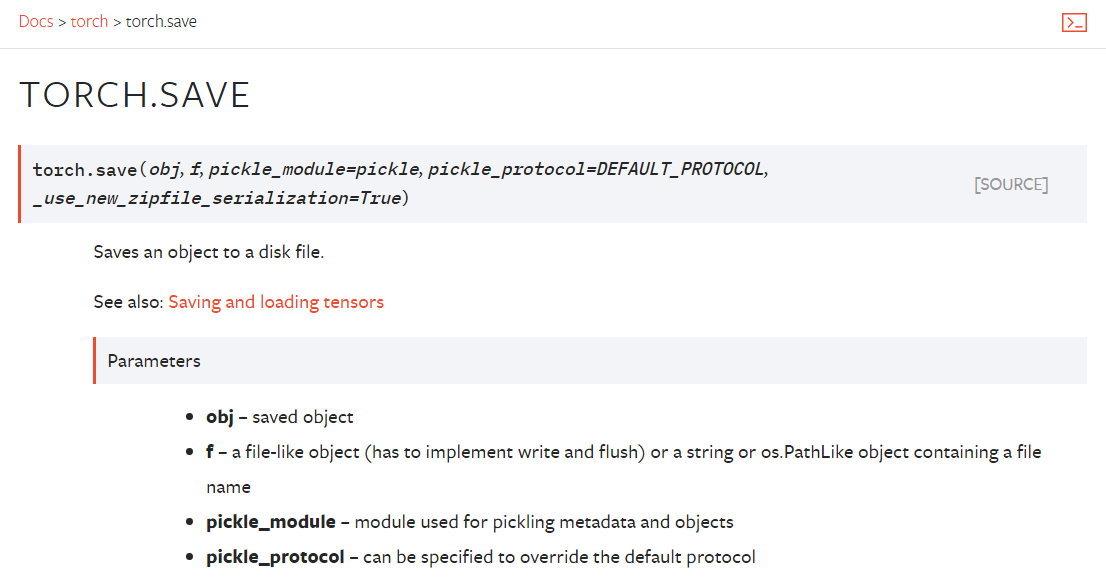 Docs > torch > torch.save
TORCH.SAVE
torch.save(obj, f, pickle_module=pickle, pickle_protocol=DEFAULT_PROTOCOL,
_use_new_zipfile_serialization=True)
[SOURCE]
Saves an object to a disk file.
See also: Saving and loading tensors
Parameters
• obj – saved object
• f – a file-like object (has to implement write and flush) or a string or os.PathLike object containing a file
name
• pickle_module – module used for pickling metadata and objects
• pickle_protocol – can be specified to override the default protocol